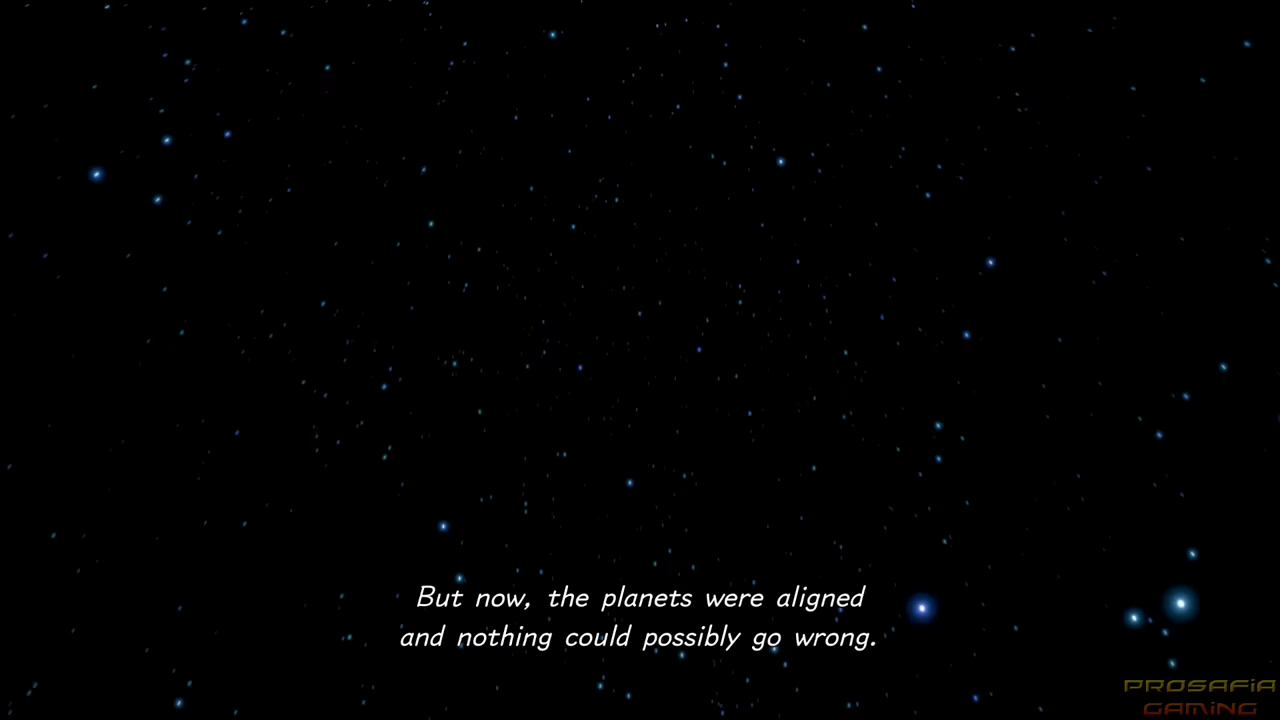 But now, the planets were aligned
and nothing could possibly go wrong.
PROSAFiA
GAMiNG